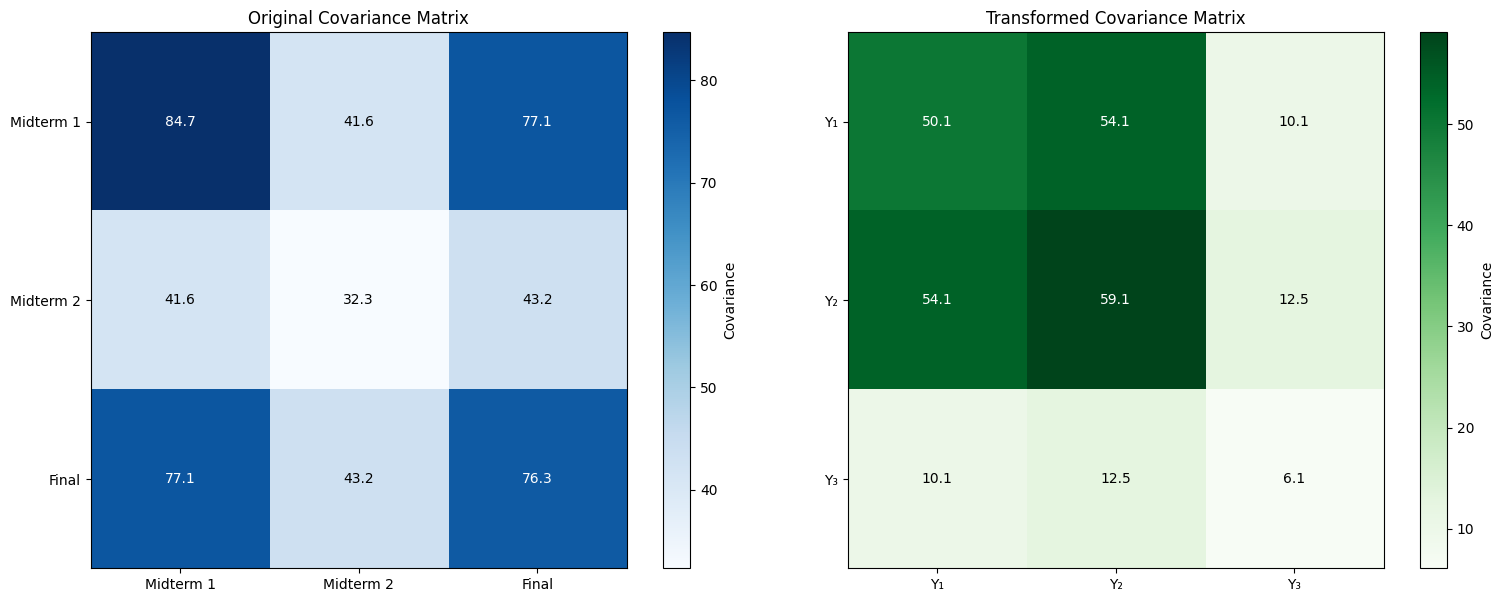 Original Covariance Matrix
Midterm 1 84.7 41.6 77.1
Midterm 2 41.6 32.3 43.2
Final 77.1 43.2 76.3
Midterm 1 Midterm 2 Final
80
70
60
50
40
Covariance
Transformed Covariance Matrix
Y₁ 50.1 54.1 10.1
Y₂ 54.1 59.1 12.5
Y₃ 10.1 12.5 6.1
Y₁ Y₂ Y₃
50
40
30
20
10
Covariance